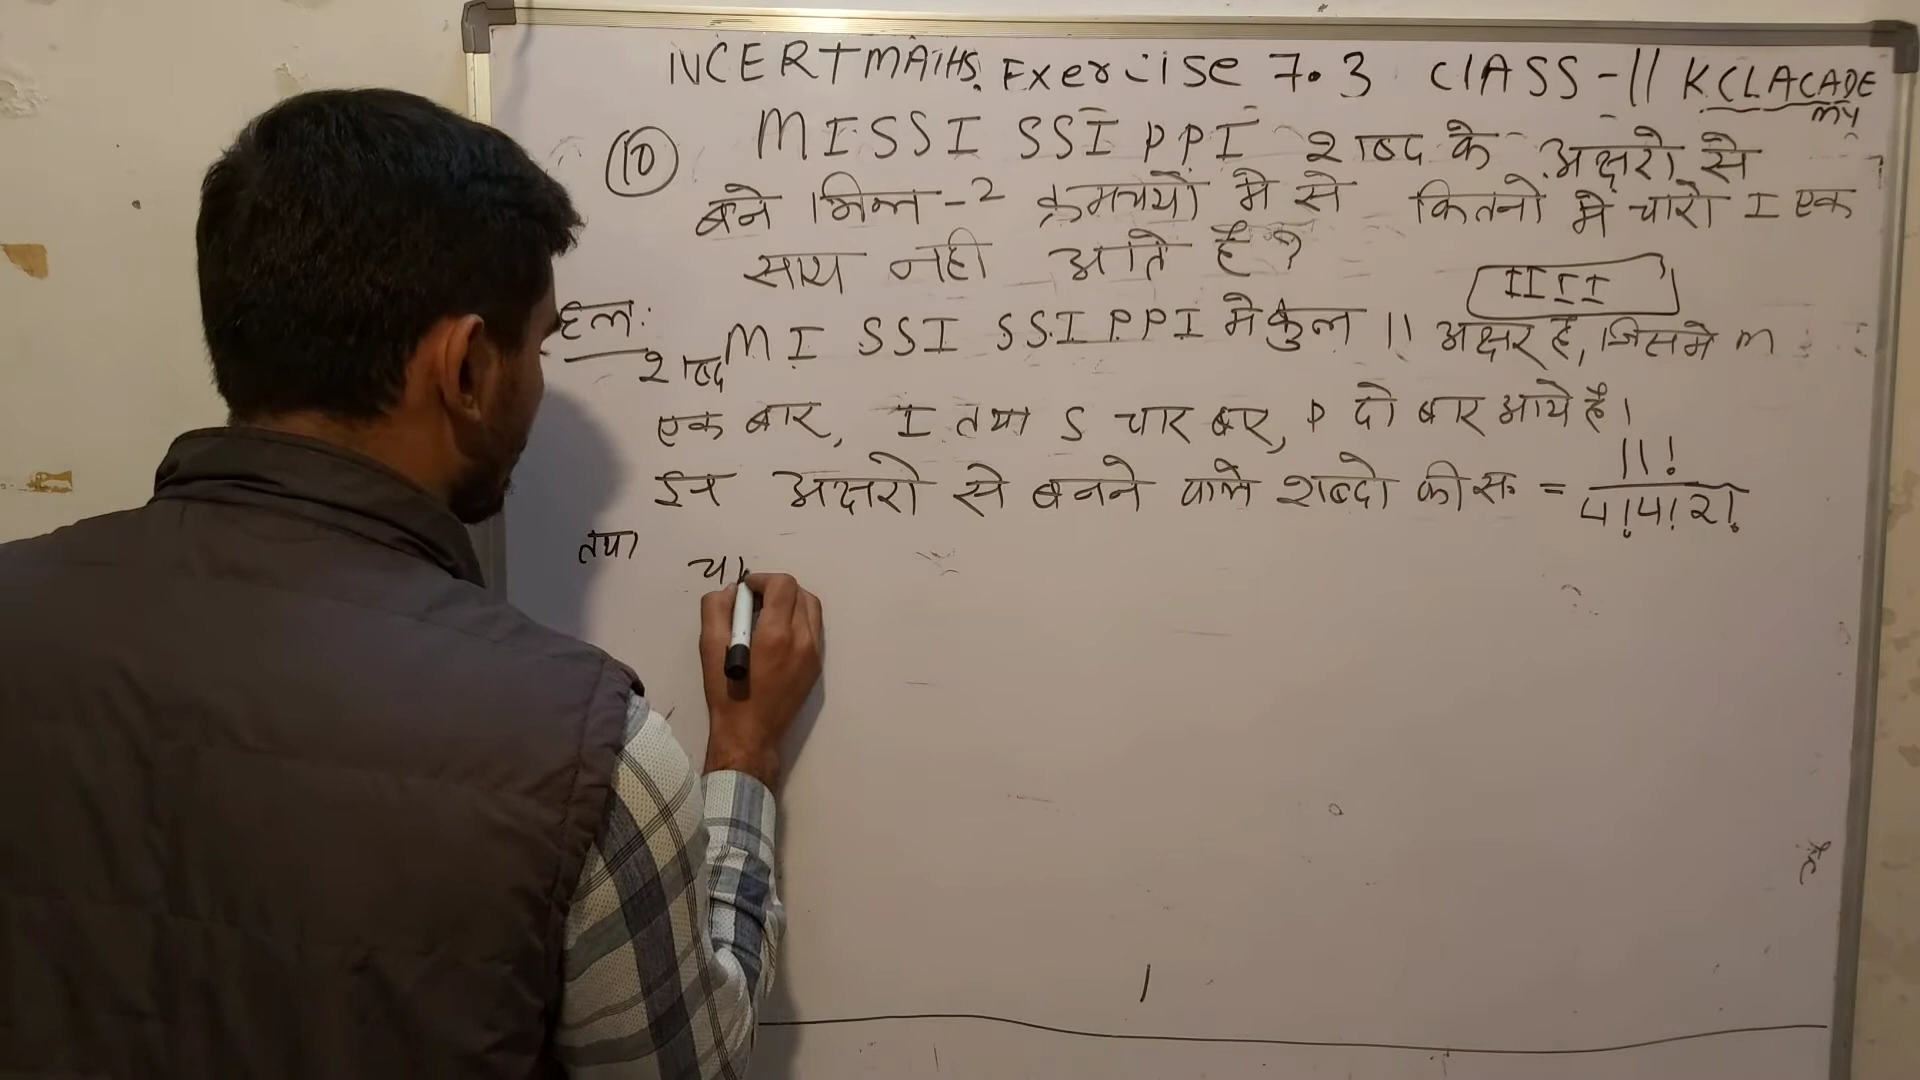 NCERT MATHS Exercise 7.3 CLASS-11 KCLACADE
my
(10) MISSISSIPPI शब्द के अक्षरो से
बने भिन्न-2 क्रमचयो मे से कितनो मे चारो I एक
साथ नही आते है?
IIII
हल: शब्द MISSISSIPPI मे कुल 11 अक्षर है, जिसमे m
एक बार, I तथा S चार बार, P दो बार आये है।
इन अक्षरो से बनने वाले शब्दो की सं = 11!
4!4!2!
तथा चा